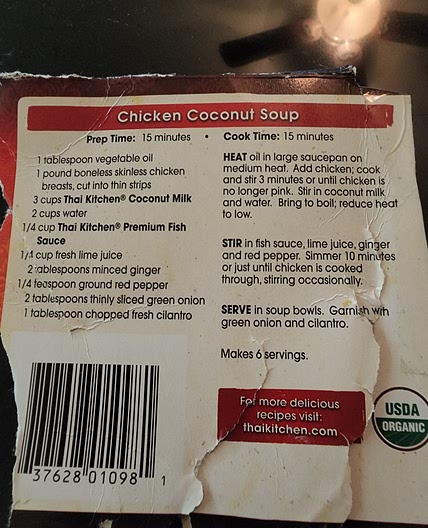 Chicken Coconut Soup
Prep Time: 15 minutes • Cook Time: 15 minutes
1 tablespoon vegetable oil
1 pound boneless skinless chicken
breasts, cut into thin strips
3 cups Thai Kitchen® Coconut Milk
2 cups water
1/4 cup Thai Kitchen® Premium Fish
Sauce
1/4 cup fresh lime juice
2 tablespoons minced ginger
1/4 teaspoon ground red pepper
2 tablespoons thinly sliced green onion
1 tablespoon chopped fresh cilantro
HEAT oil in large saucepan on
medium heat. Add chicken; cook
and stir 3 minutes or until chicken is
no longer pink. Stir in coconut milk
and water. Bring to boil; reduce heat
to low.
STIR in fish sauce, lime juice, ginger
and red pepper. Simmer 10 minutes
or just until chicken is cooked
through, stirring occasionally.
SERVE in soup bowls. Garnish with
green onion and cilantro.
Makes 6 servings.
For more delicious
recipes visit:
thaikitchen.com
USDA
ORGANIC
37628 01098 1